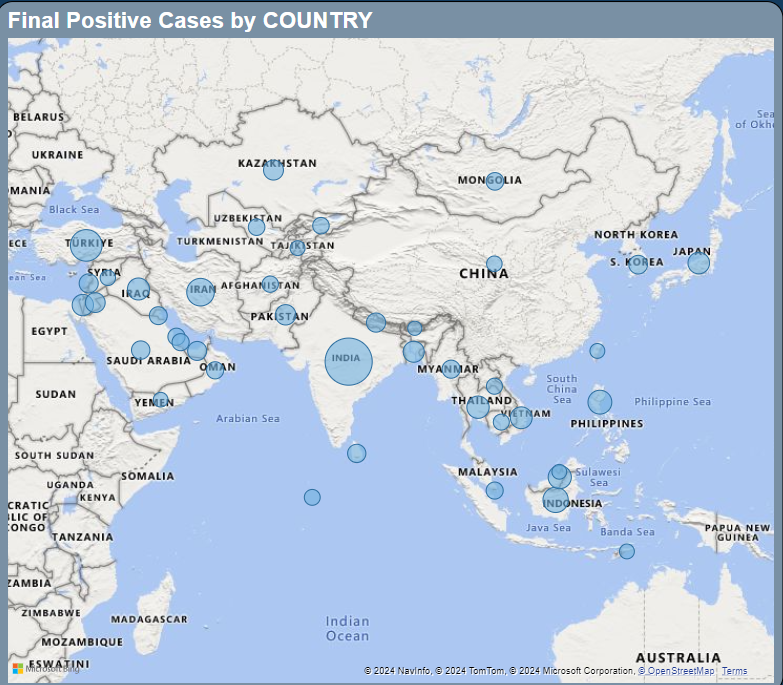 Final Positive Cases by COUNTRY
Sea
of Okho
BELARUS
UKRAINE
KAZAKHSTAN
MONGOLIA
OMANIA
Black Sea
UZBEKISTAN
NORTH KOREA
ECE
TÜRKIYE
TURKMENISTAN
TAJIKISTAN
JAPAN
S. KOREA
CHINA
ean Sea
SYRIA
IRAQ
IRAN
AFGHANISTAN
PAKISTAN
EGYPT
SAUDI ARABIA
OMAN
INDIA
MYANMAR
South
China
Sea
SUDAN
YEMEN
Arabian Sea
THAILAND
VIETNAM
Philippine Sea
PHILIPPINES
SOUTH SUDAN
SOMALIA
MALAYSIA
Sulawesi
Sea
UGANDA
KENYA
CRATIC
BLIC OF
CONGO
INDONESIA
TANZANIA
Java Sea
Banda Sea
PAPUA NEW
GUINEA
ZAMBIA
ZIMBABWE
MADAGASCAR
Indian
Ocean
MOZAMBIQUE
AUSTRALIA
ESWATINI
Microsoft Bing
© 2024 NavInfo, © 2024 TomTom, © 2024 Microsoft Corporation, © OpenStreetMap Terms